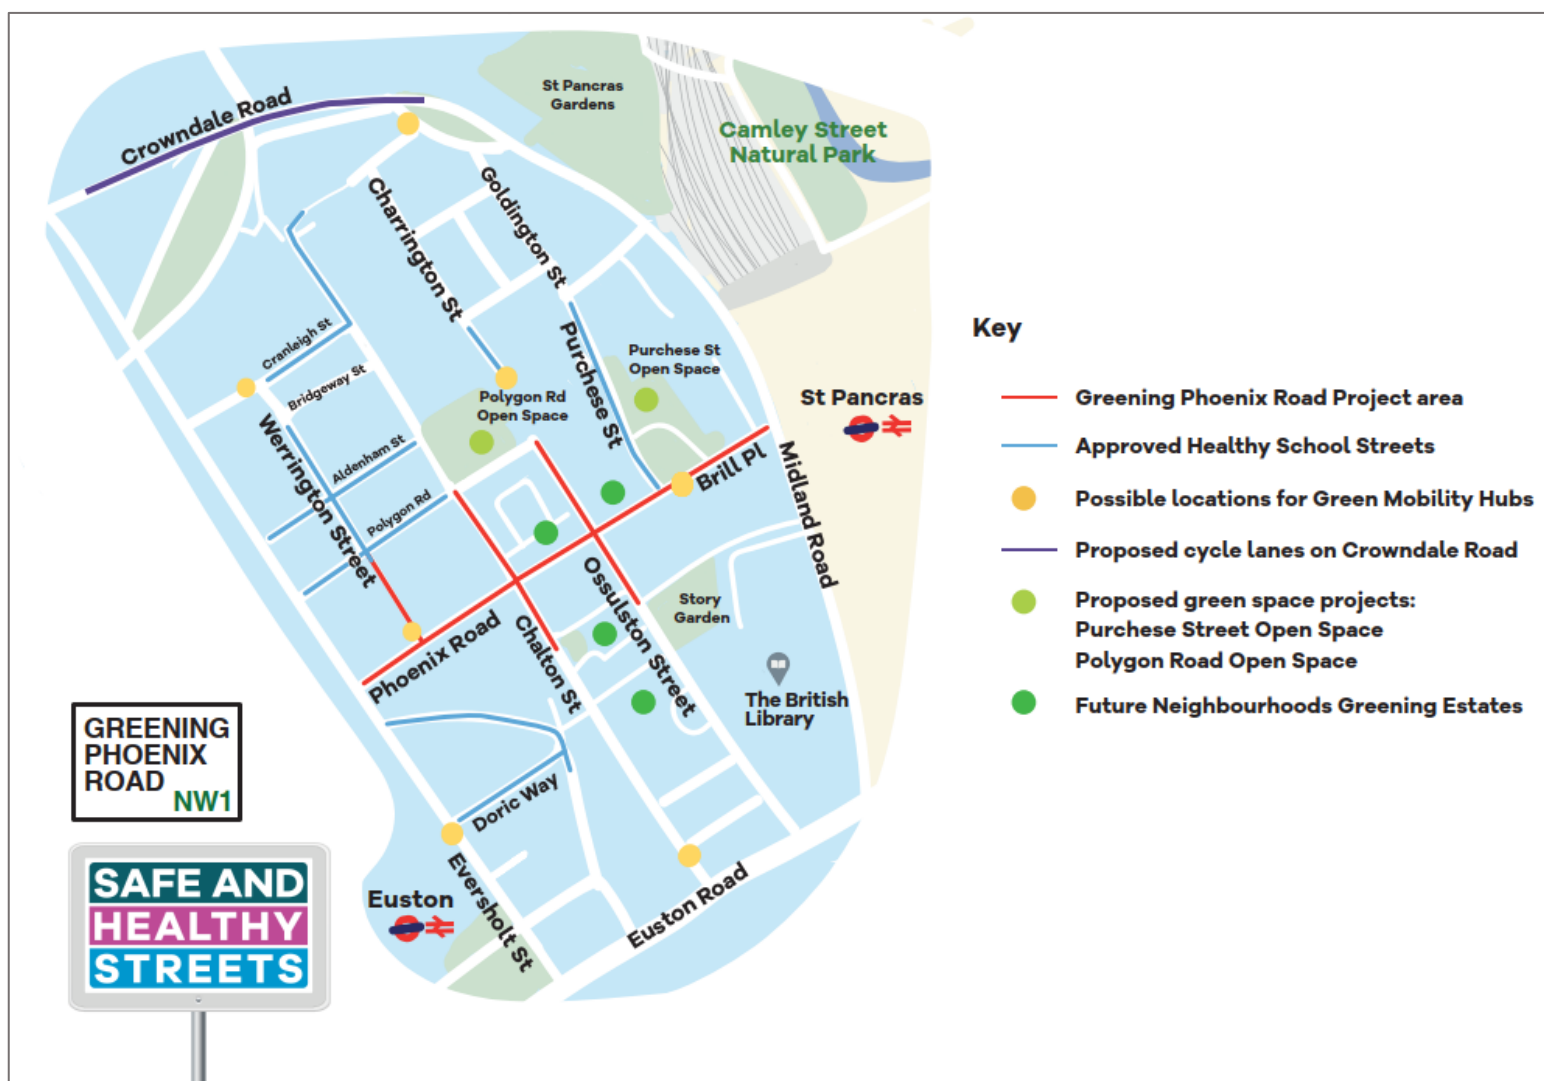 Crowndale Road
St Pancras
Gardens
Camley Street
Natural Park
Charrington St
Goldington St
Cranleigh St
Bridgeway St
Purchese St
Purchese St
Open Space
Polygon Rd
Open Space
St Pancras
Werrington Street
Aldenham St
Polygon Rd
Brill Pl
Midland Road
Ossulston Street
Story
Garden
Phoenix Road
Chalton St
The British
Library
Doric Way
Euston
Eversholt St
Euston Road
GREENING
PHOENIX
ROAD
NW1
SAFE AND
HEALTHY
STREETS
Key
Greening Phoenix Road Project area
Approved Healthy School Streets
Possible locations for Green Mobility Hubs
Proposed cycle lanes on Crowndale Road
Proposed green space projects:
Purchese Street Open Space
Polygon Road Open Space
Future Neighbourhoods Greening Estates